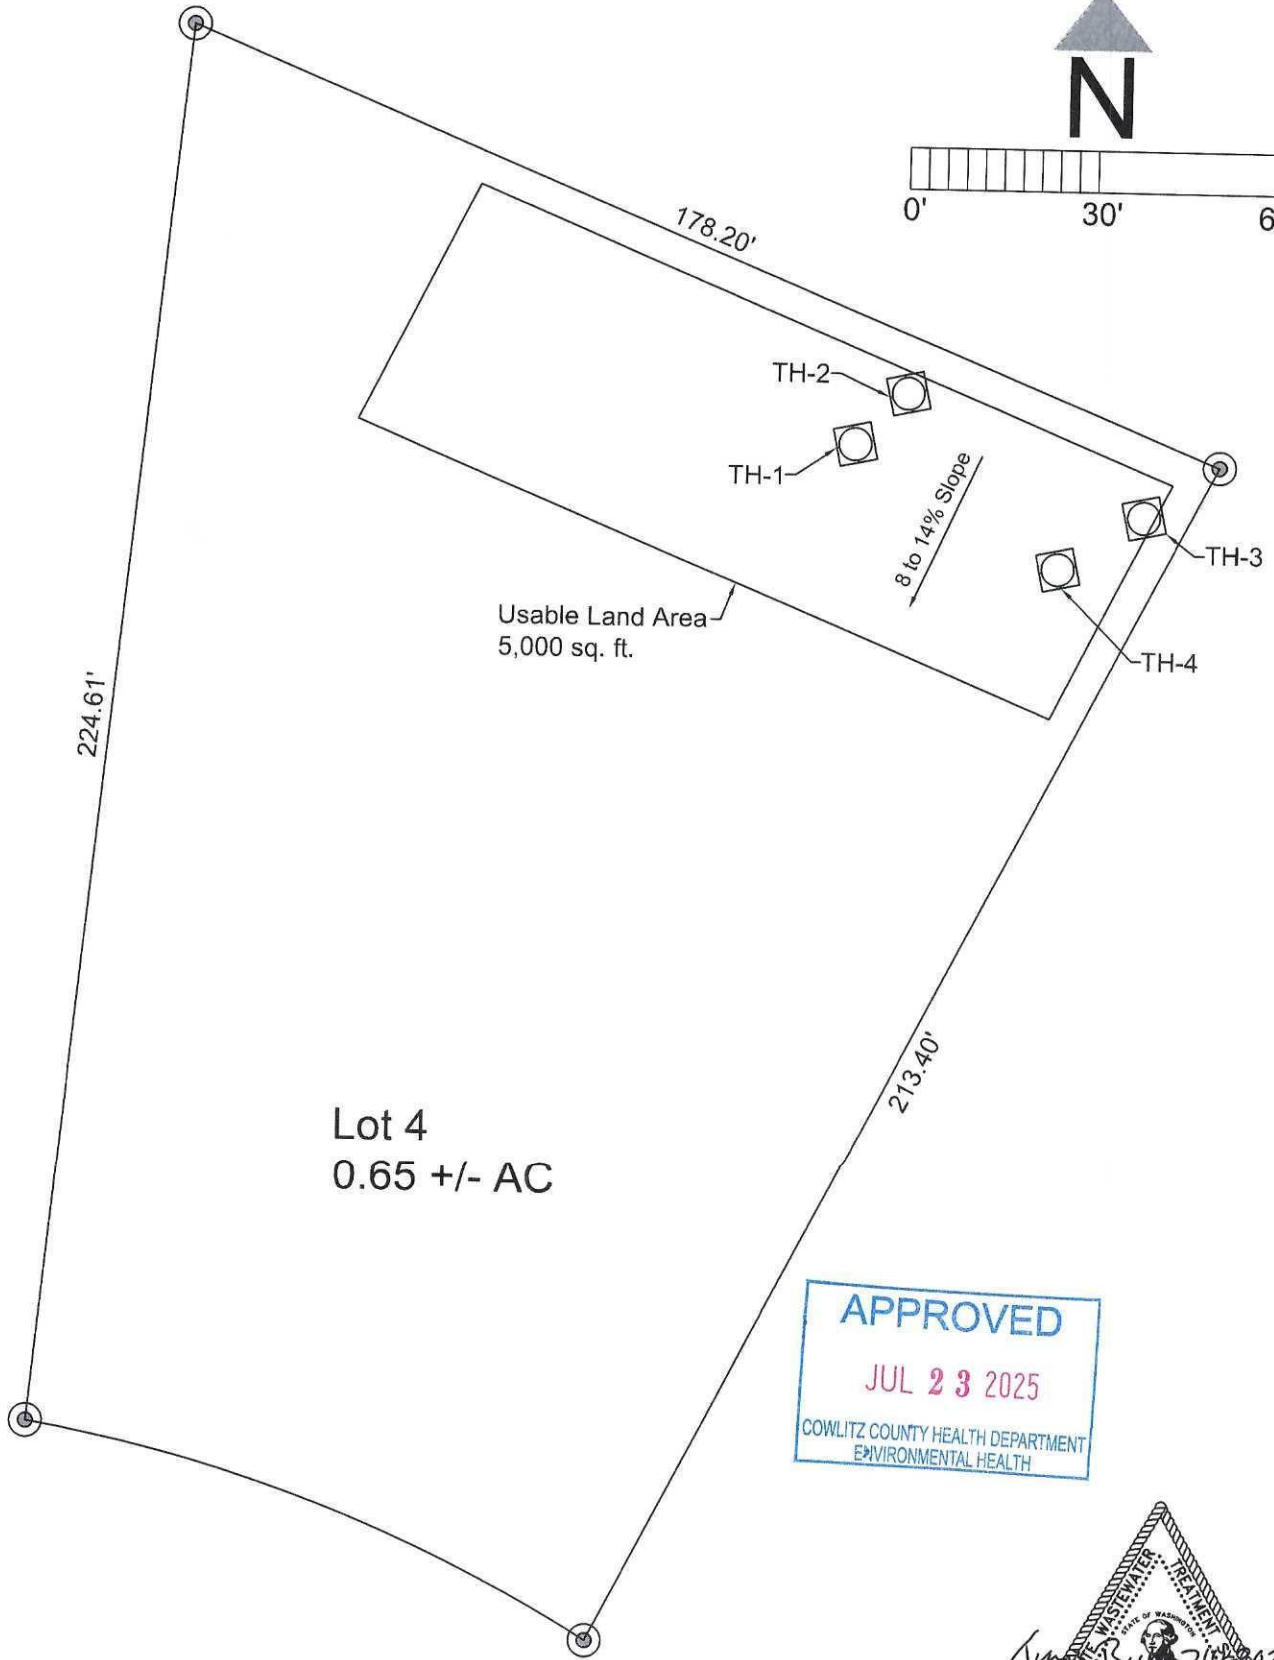 N
0'
30'
178.20'
TH-2
TH-1
8 to 14% Slope
TH-3
Usable Land Area
5,000 sq. ft.
TH-4
224.61'
213.40'
Lot 4
0.65 +/- AC
APPROVED
JUL 23 2025
COWLITZ COUNTY HEALTH DEPARTMENT
ENVIRONMENTAL HEALTH
WASTEWATER TREATMENT
STATE OF WASHINGTON